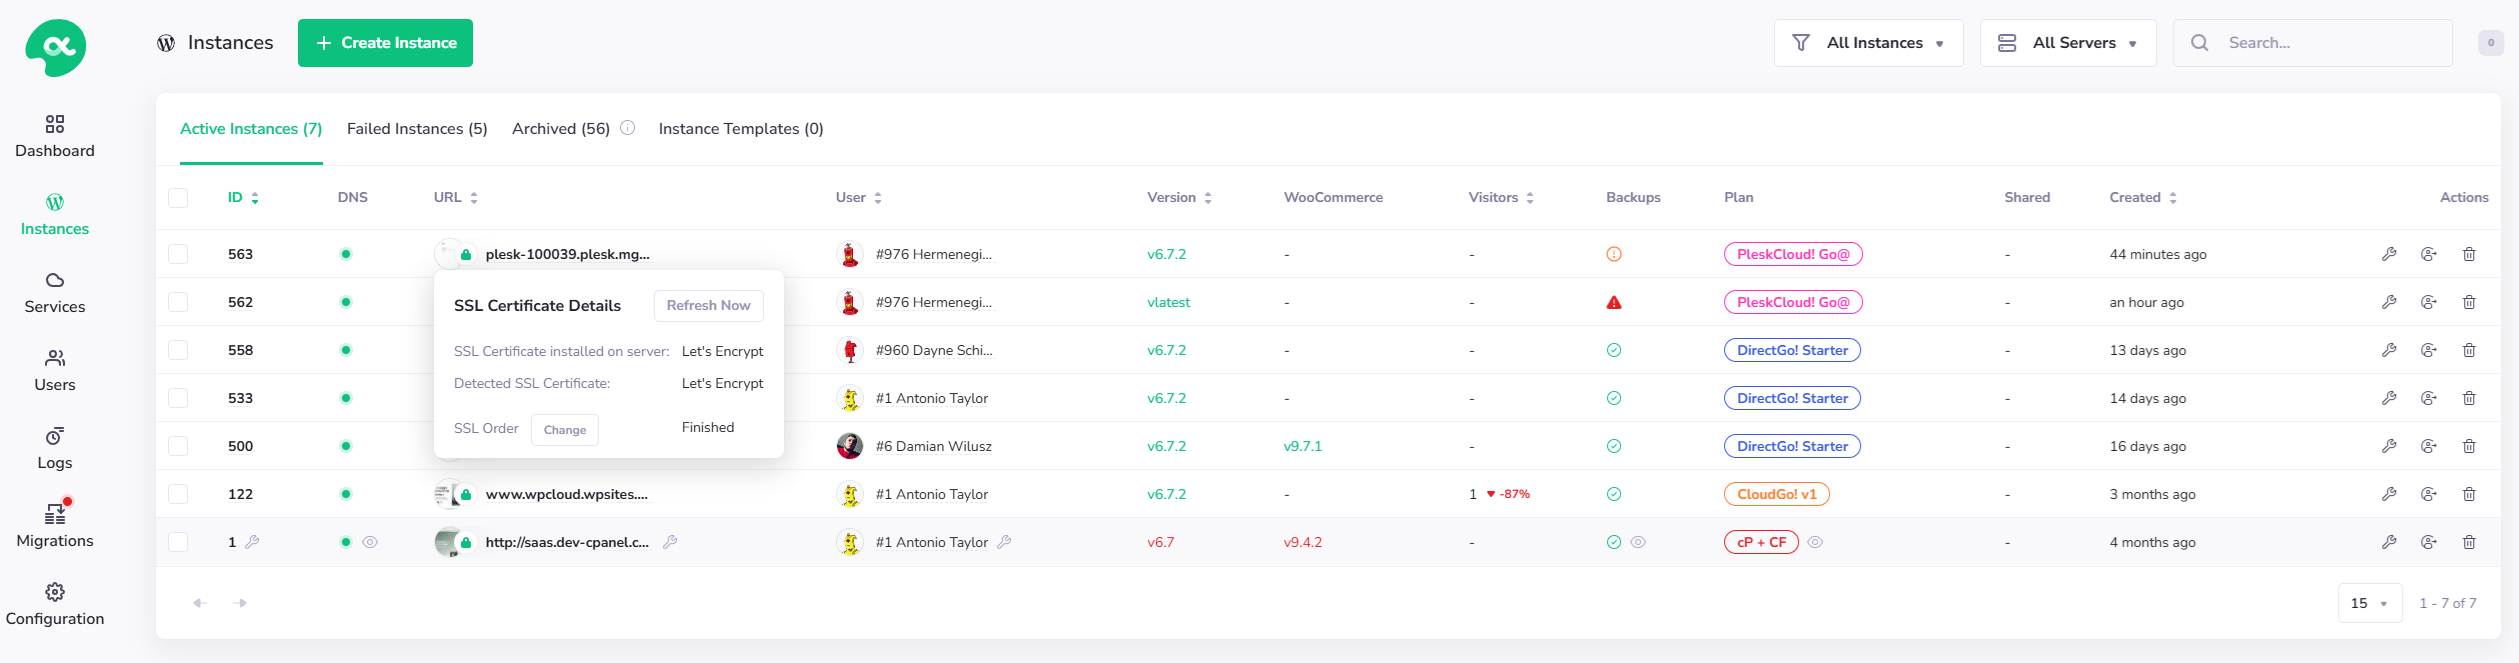 Instances
+ Create Instance
All Instances
All Servers
Search...
0
Dashboard
Instances
Services
Users
Logs
Migrations
Configuration
Active Instances (7) Failed Instances (5) Archived (56) Instance Templates (0)
ID DNS URL User Version WooCommerce Visitors Backups Plan Shared Created Actions
563 plesk-100039.plesk.mg... #976 Hermenegi... v6.7.2 - - PleskCloud! Go@ - 44 minutes ago
562 #976 Hermenegi... vlatest - - PleskCloud! Go@ - an hour ago
558 #960 Dayne Schi... v6.7.2 - - DirectGo! Starter - 13 days ago
533 #1 Antonio Taylor v6.7.2 - - DirectGo! Starter - 14 days ago
500 #6 Damian Wilusz v6.7.2 v9.7.1 - DirectGo! Starter - 16 days ago
122 www.wpcloud.wpsites.... #1 Antonio Taylor v6.7.2 - 1 -87% CloudGo! v1 - 3 months ago
1 http://saas.dev-cpanel.c... #1 Antonio Taylor v6.7 v9.4.2 - cP + CF - 4 months ago
SSL Certificate Details Refresh Now
SSL Certificate installed on server: Let's Encrypt
Detected SSL Certificate: Let's Encrypt
SSL Order Change Finished
15 1 - 7 of 7